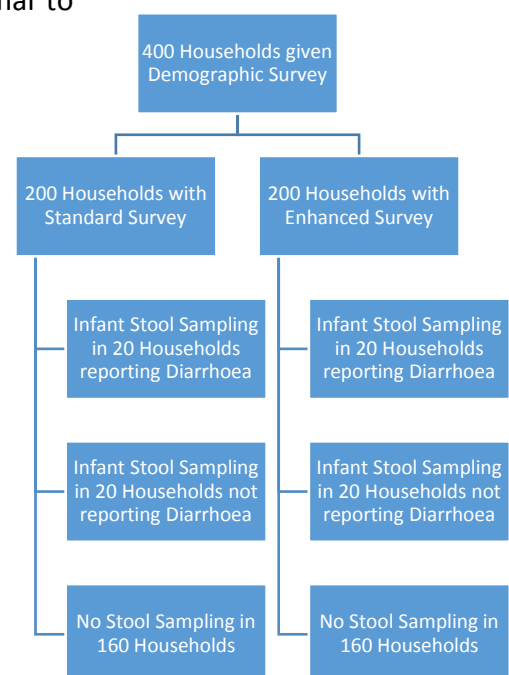 to
400 Households given
Demographic Survey
200 Households with
Standard Survey
200 Households with
Enhanced Survey
Infant Stool Sampling
in 20 Households
reporting Diarrhoea
Infant Stool Sampling
in 20 Households
reporting Diarrhoea
Infant Stool Sampling
in 20 Households not
reporting Diarrhoea
Infant Stool Sampling
in 20 Households not
reporting Diarrhoea
No Stool Sampling in
160 Households
No Stool Sampling in
160 Households